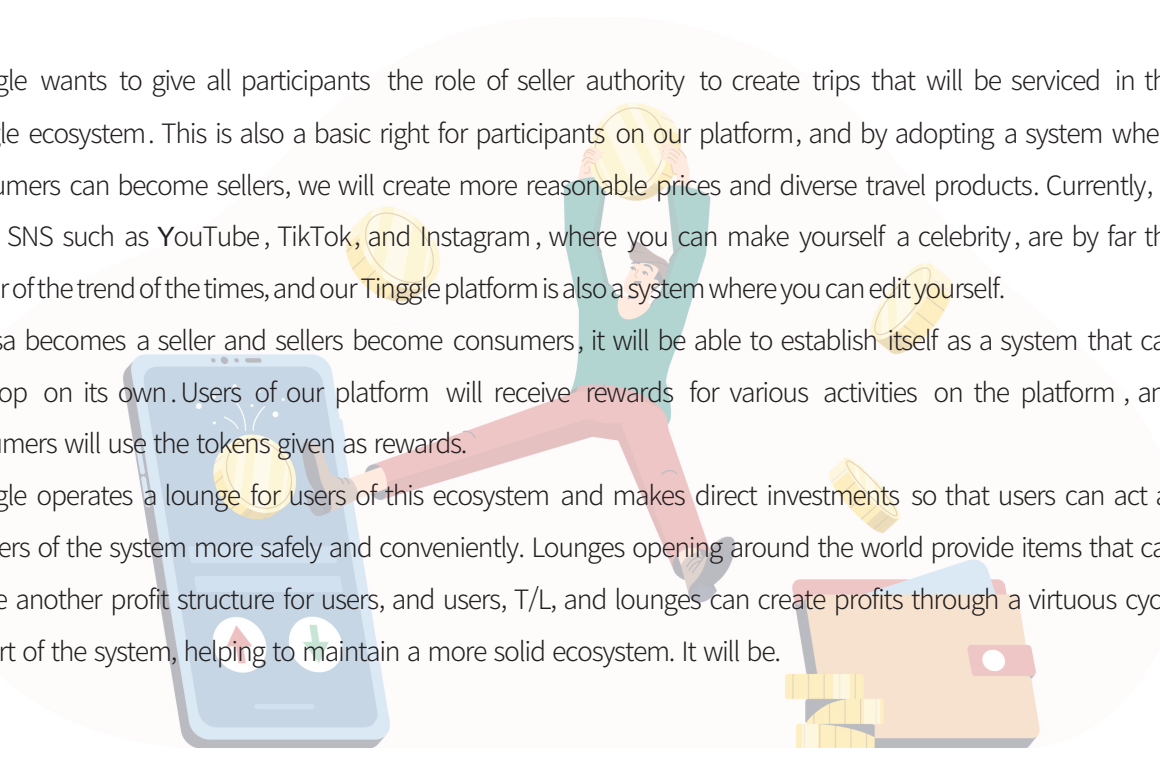 gle wants to give all participants the role of seller authority to create trips that will be serviced in th
gle ecosystem. This is also a basic right for participants on our platform, and by adopting a system whe
umers can become sellers, we will create more reasonable prices and diverse travel products. Currently,
SNS such as YouTube, TikTok, and Instagram, where you can make yourself a celebrity, are by far th
r of the trend of the times, and our Tinggle platform is also a system where you can edit yourself.
sa becomes a seller and sellers become consumers, it will be able to establish itself as a system that ca
op on its own. Users of our platform will receive rewards for various activities on the platform, an
umers will use the tokens given as rewards.
gle operates a lounge for users of this ecosystem and makes direct investments so that users can act a
ers of the system more safely and conveniently. Lounges opening around the world provide items that ca
e another profit structure for users, and users, T/L, and lounges can create profits through a virtuous cyc
rt of the system, helping to maintain a more solid ecosystem. It will be.